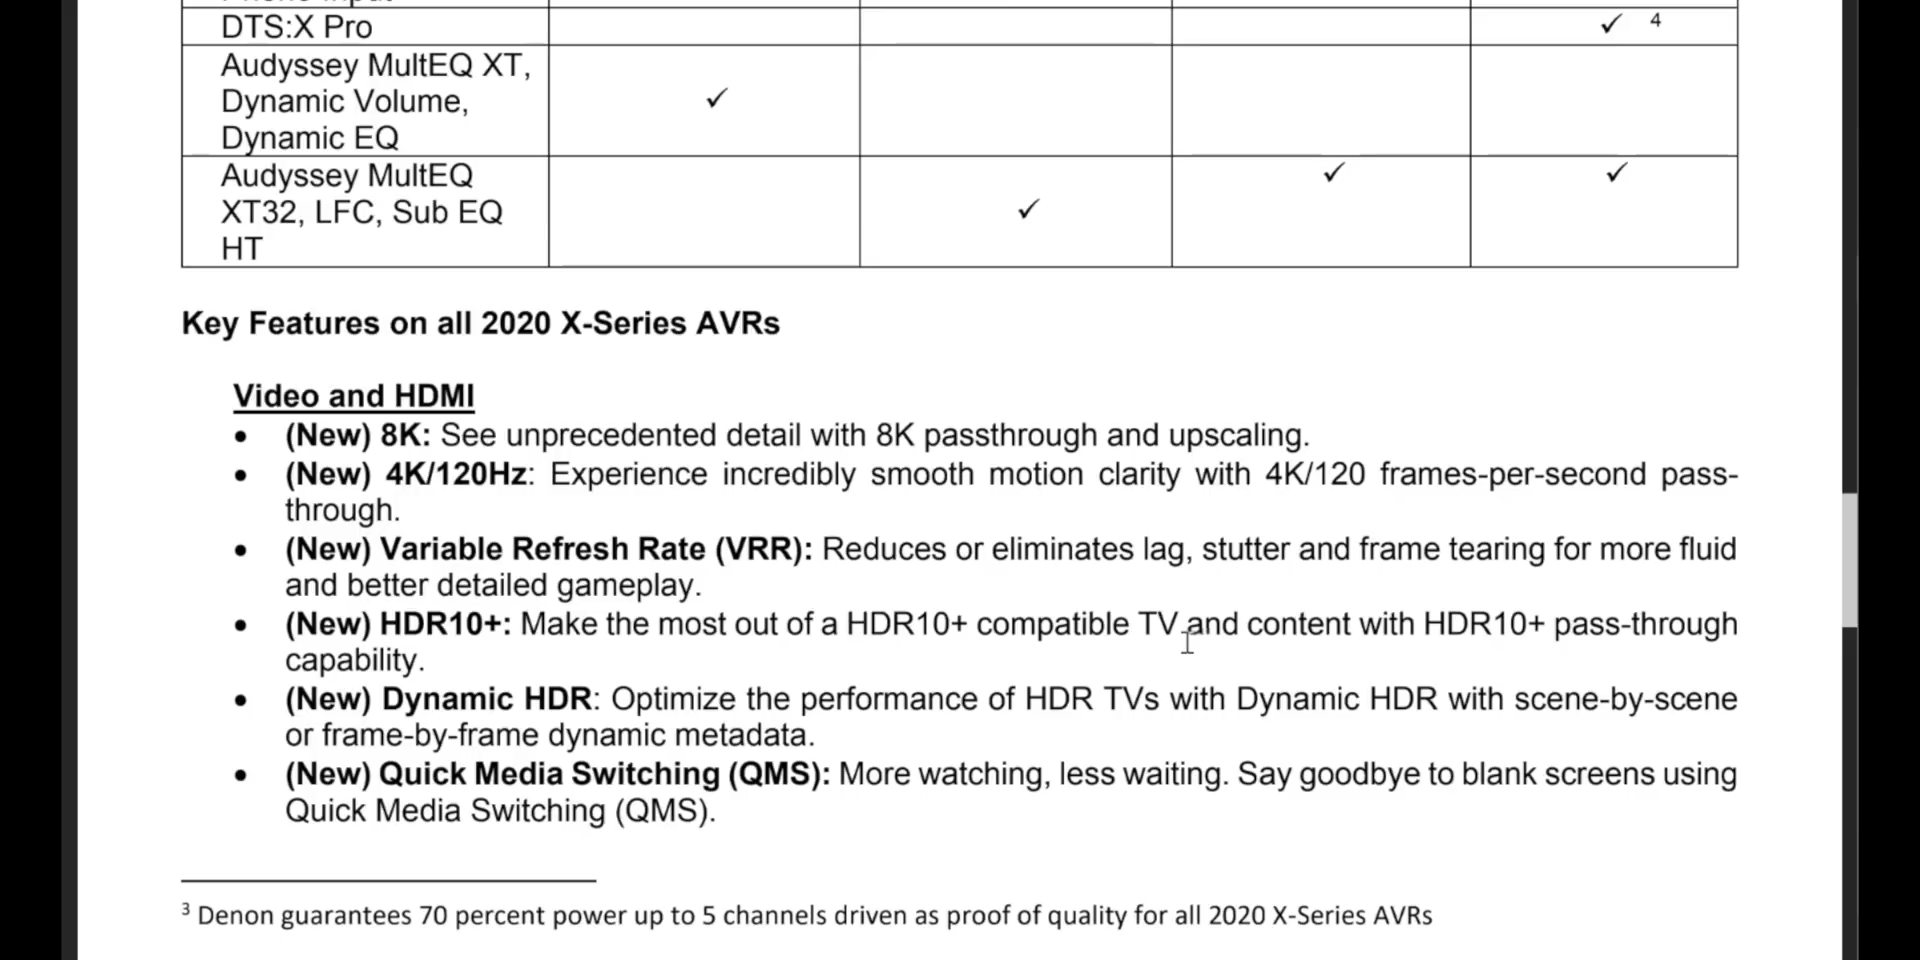 DTS:X Pro ✓ 4
Audyssey MultEQ XT,
Dynamic Volume, ✓
Dynamic EQ
Audyssey MultEQ ✓ ✓
XT32, LFC, Sub EQ ✓
HT
Key Features on all 2020 X-Series AVRs
Video and HDMI
• (New) 8K: See unprecedented detail with 8K passthrough and upscaling.
• (New) 4K/120Hz: Experience incredibly smooth motion clarity with 4K/120 frames-per-second pass-
through.
• (New) Variable Refresh Rate (VRR): Reduces or eliminates lag, stutter and frame tearing for more fluid
and better detailed gameplay.
• (New) HDR10+: Make the most out of a HDR10+ compatible TV and content with HDR10+ pass-through
capability.
• (New) Dynamic HDR: Optimize the performance of HDR TVs with Dynamic HDR with scene-by-scene
or frame-by-frame dynamic metadata.
• (New) Quick Media Switching (QMS): More watching, less waiting. Say goodbye to blank screens using
Quick Media Switching (QMS).
3 Denon guarantees 70 percent power up to 5 channels driven as proof of quality for all 2020 X-Series AVRs